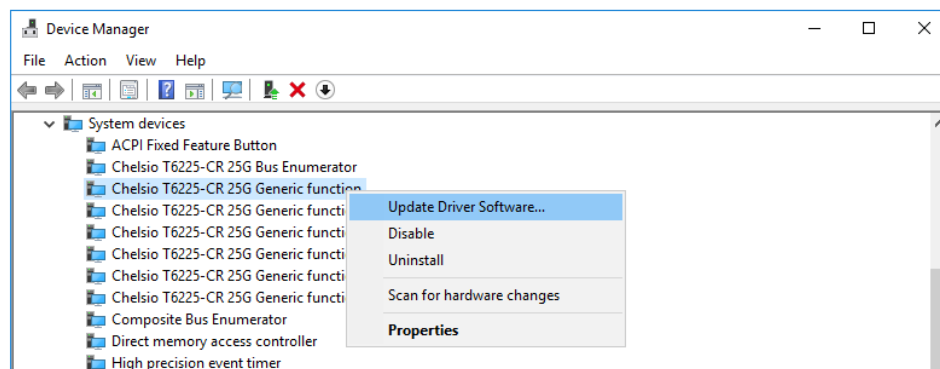 Device Manager
File Action View Help
System devices
ACPI Fixed Feature Button
Chelsio T6225-CR 25G Bus Enumerator
Chelsio T6225-CR 25G Generic function
Chelsio T6225-CR 25G Generic functi
Update Driver Software...
Chelsio T6225-CR 25G Generic functi
Disable
Chelsio T6225-CR 25G Generic functi
Uninstall
Chelsio T6225-CR 25G Generic functi
Chelsio T6225-CR 25G Generic functi
Scan for hardware changes
Composite Bus Enumerator
Properties
Direct memory access controller
High precision event timer